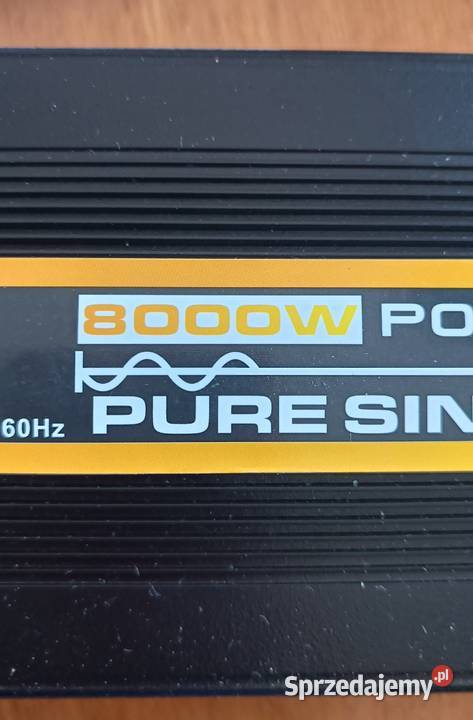 8000W PO
60Hz PURE SIN
Sprzedajemy.pl